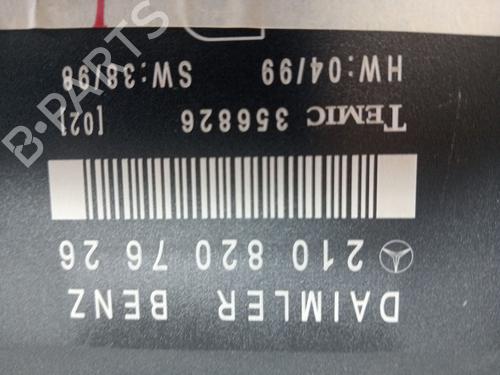 DAIMLER BENZ
210 820 76 26
TEMIC 356826 [02]
HW:04/99 SW:38/98
B-PARTS